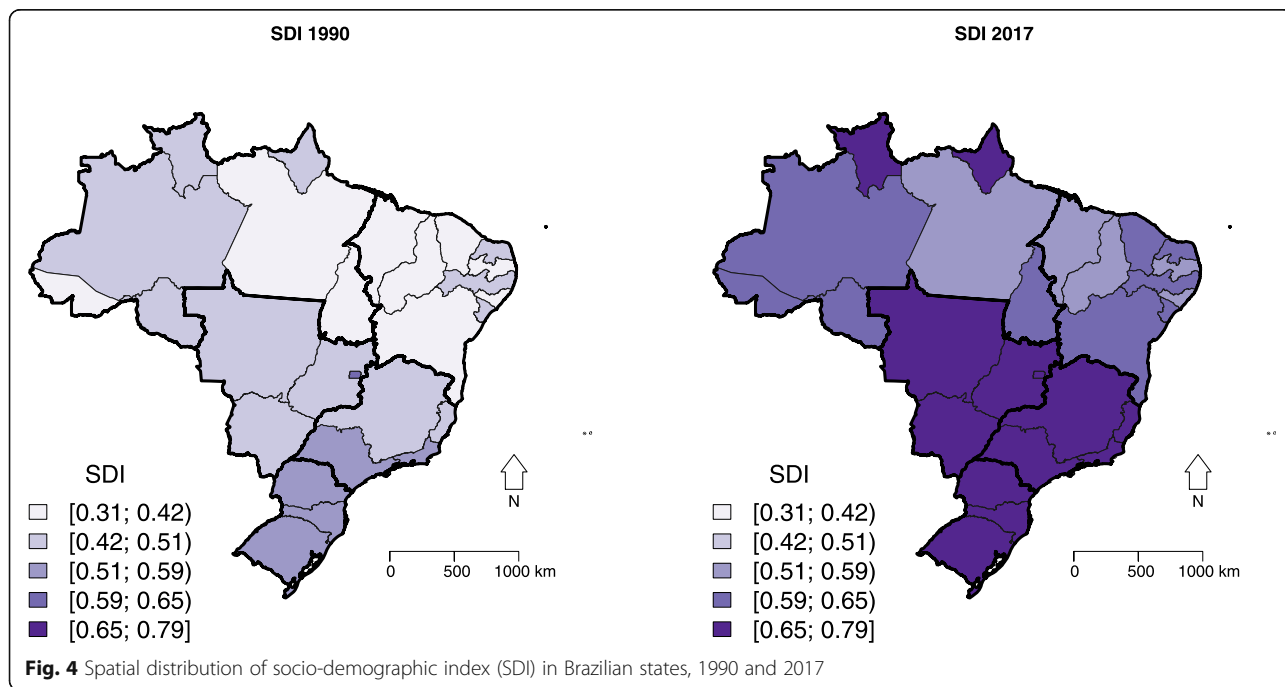 SDI 1990
SDI
[0.31; 0.42)
[0.42; 0.51)
[0.51; 0.59)
[0.59; 0.65)
[0.65; 0.79]
N
0 500 1000 km
SDI 2017
SDI
[0.31; 0.42)
[0.42; 0.51)
[0.51; 0.59)
[0.59; 0.65)
[0.65; 0.79]
N
0 500 1000 km
Fig. 4 Spatial distribution of socio-demographic index (SDI) in Brazilian states, 1990 and 2017